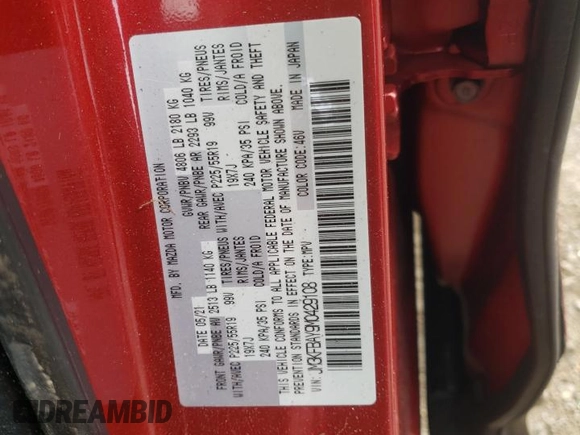 MFD. BY MAZDA MOTOR CORPORATION
DATE 05/21 GVWR/PNBV 4806 LB 2180 KG
FRONT GAWR/PNBE AV 2513 LB 1140 KG REAR GAWR/PNBE AR 2293 LB 1040 KG
WITH/AVEC P225/55R19 99V TIRES/PNEUS WITH/AVEC P225/55R19 99V TIRES/PNEUS
19X7J RIMS/JANTES 19X7J RIMS/JANTES
240 KPA/35 PSI COLD/A FROID 240 KPA/35 PSI COLD/A FROID
THIS VEHICLE CONFORMS TO ALL APPLICABLE FEDERAL MOTOR VEHICLE SAFETY AND THEFT
PREVENTION STANDARDS IN EFFECT ON THE DATE OF MANUFACTURE SHOWN ABOVE.
VIN: JM3KFBAY9N0429108 TYPE:MPV COLOR CODE:46V MADE IN JAPAN
IDREAMBID.COM